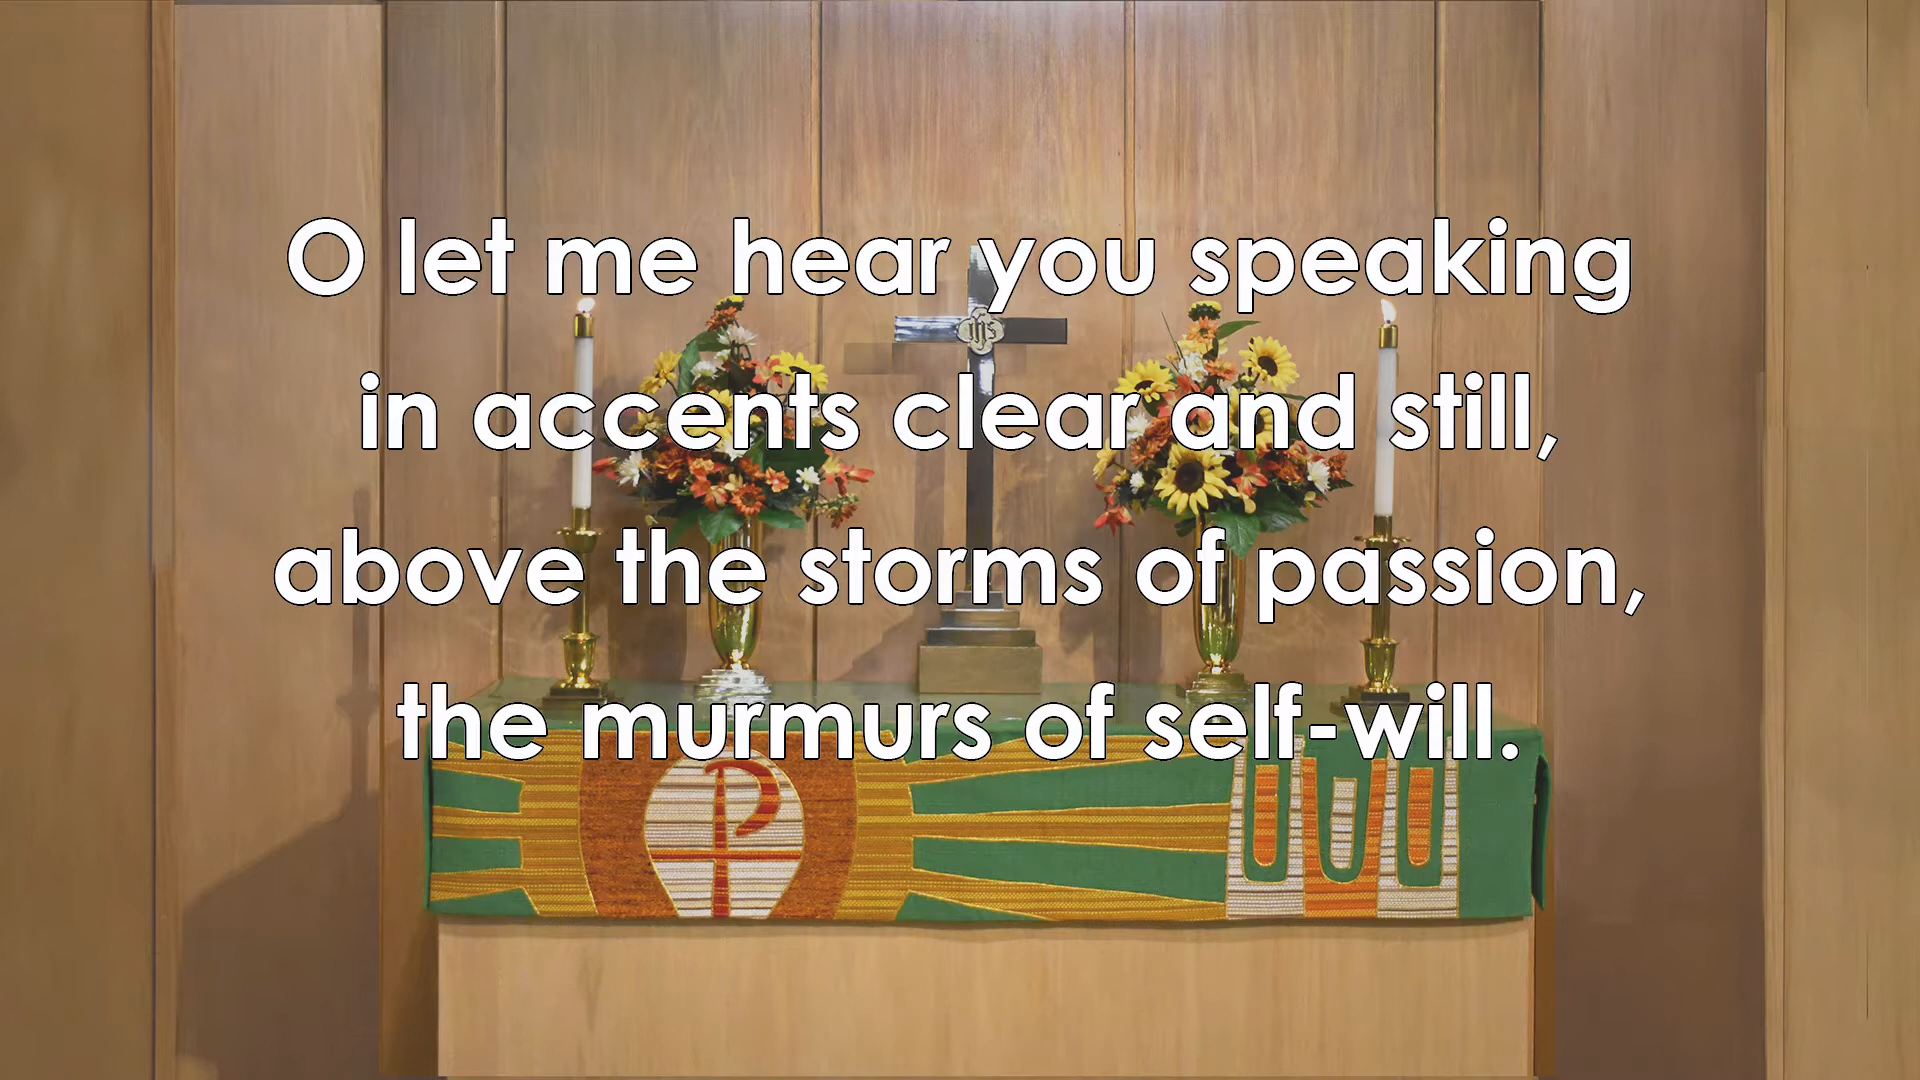 O let me hear you speaking
in accents clear and still,
above the storms of passion,
the murmurs of self-will.
ihs